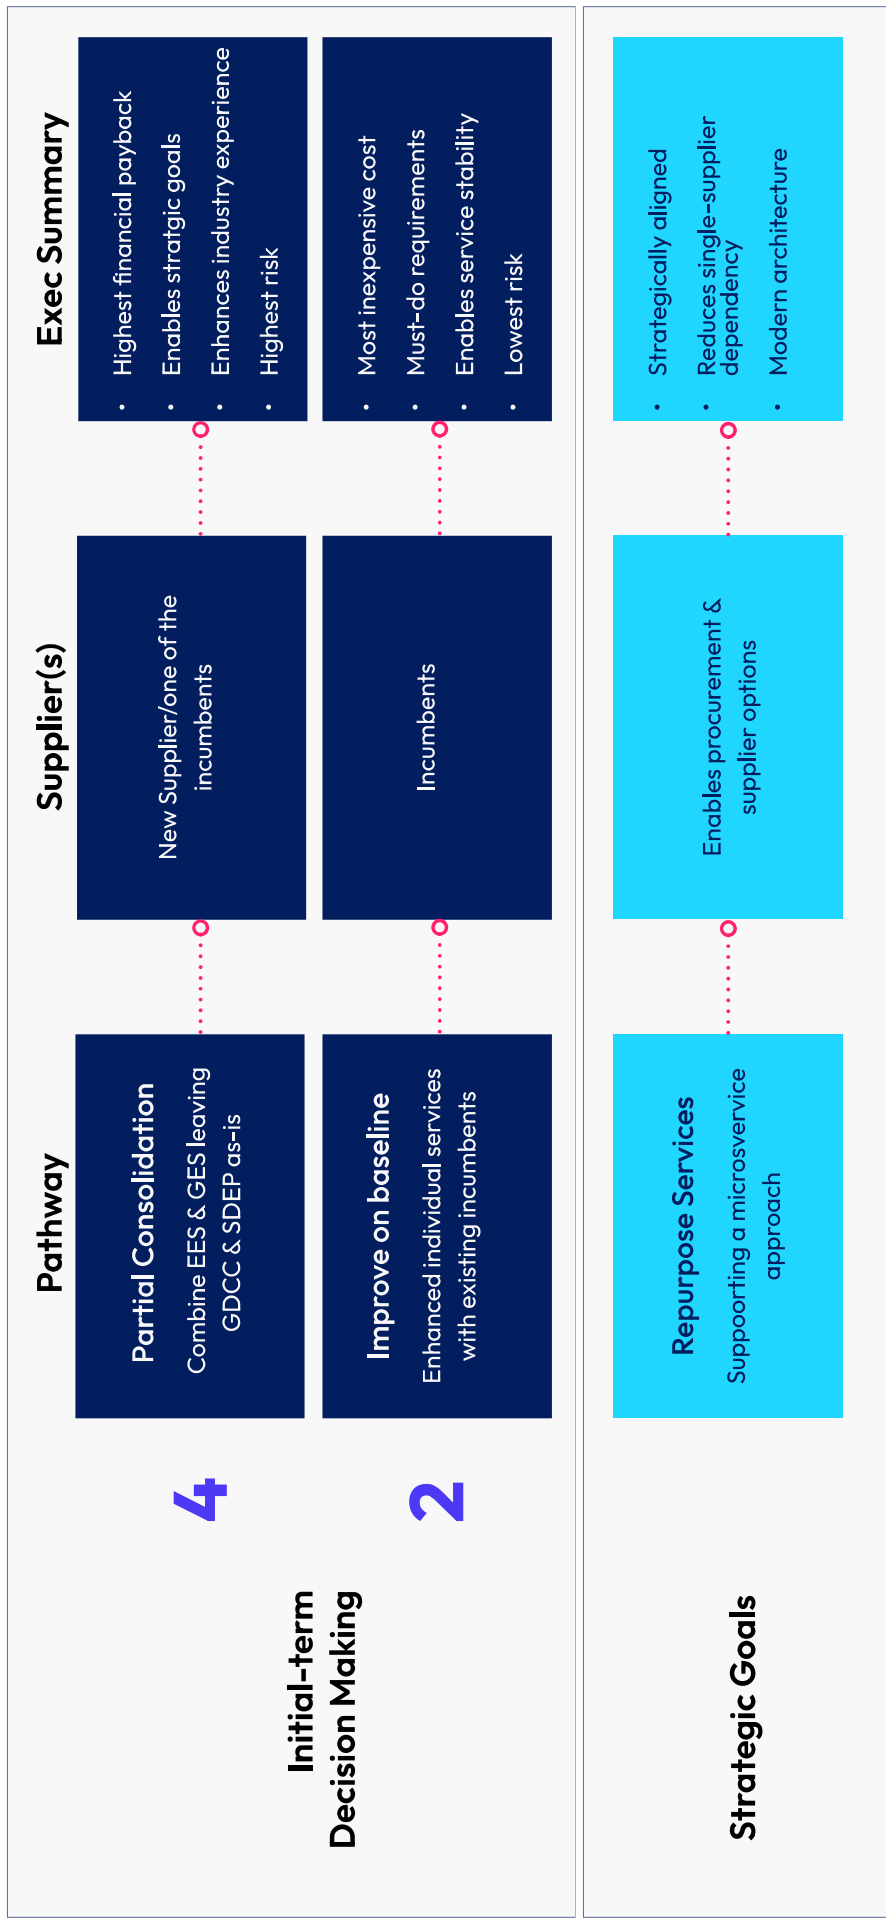 Pathway
Supplier(s)
Exec Summary
Initial-term
Decision Making
4
Partial Consolidation
Combine EES & GES leaving
GDCC & SDEP as-is
New Supplier/one of the
incumbents
• Highest financial payback
• Enables stratgic goals
• Enhances industry experience
• Highest risk
2
Improve on baseline
Enhanced individual services
with existing incumbents
Incumbents
• Most inexpensive cost
• Must-do requirements
• Enables service stability
• Lowest risk
Strategic Goals
Repurpose Services
Suppoorting a microsvervice
approach
Enables procurement &
supplier options
• Strategically aligned
• Reduces single-supplier
dependency
• Modern architecture